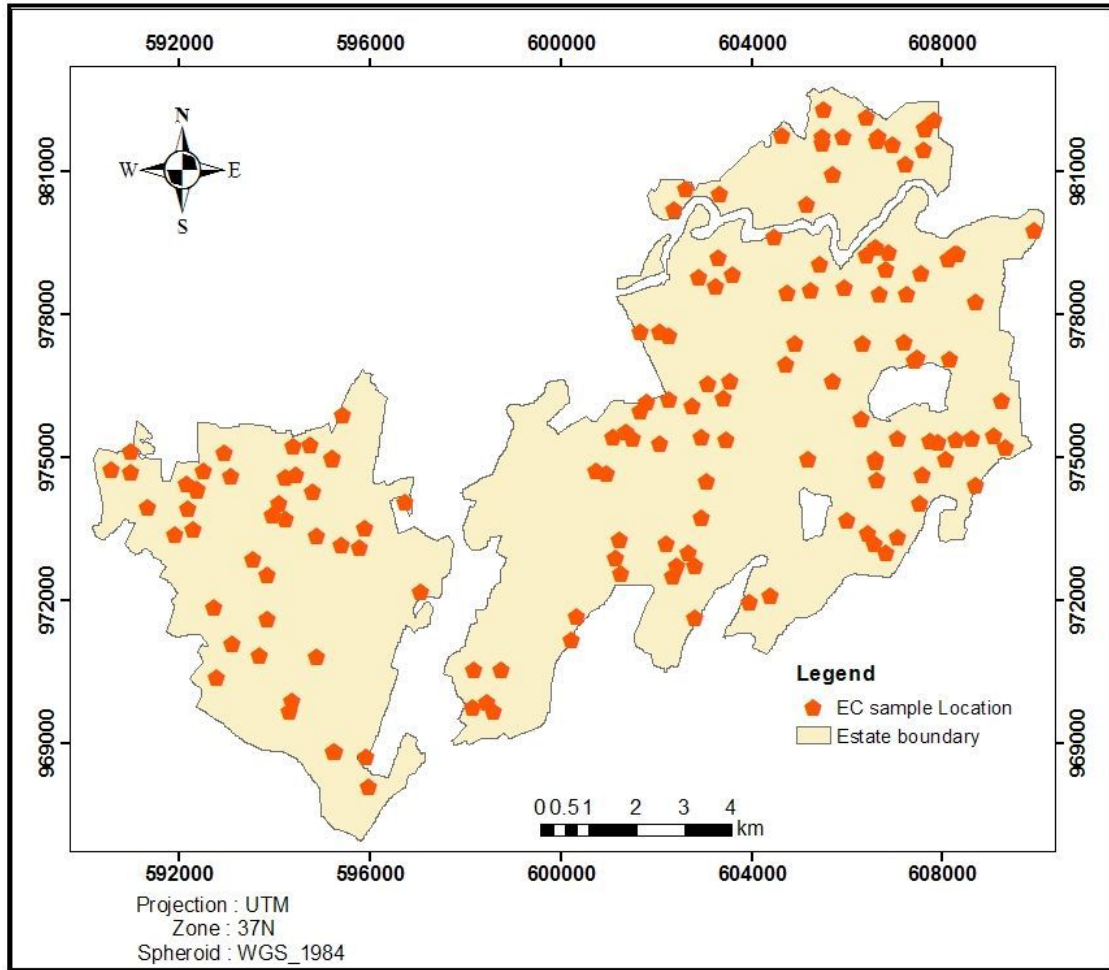 592000 596000 600000 604000 608000
N
W E
S
981000 981000
978000 978000
975000 975000
972000 972000
969000 969000
Legend
EC sample Location
Estate boundary
0 0.5 1 2 3 4
km
592000 596000 600000 604000 608000
Projection : UTM
Zone : 37N
Spheroid : WGS_1984